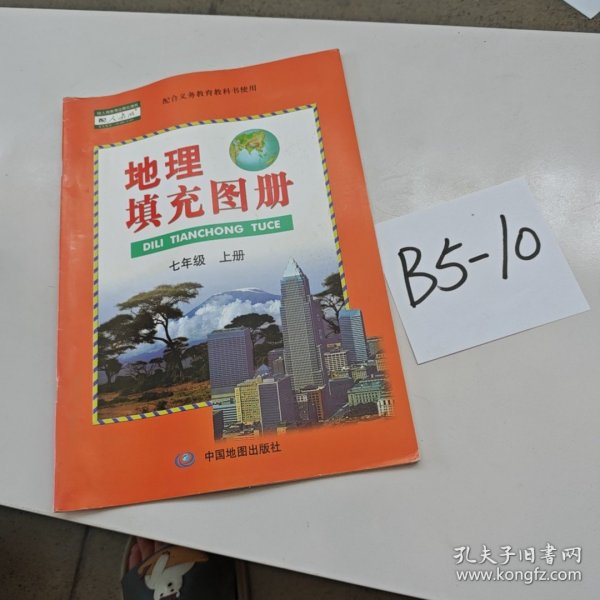 配合义务教育教科书使用
配 人教版
地理
填充图册
DILI TIANCHONG TUCE
七年级 上册
中国地图出版社
B5-10
孔夫子旧书网
www.kongfz.com